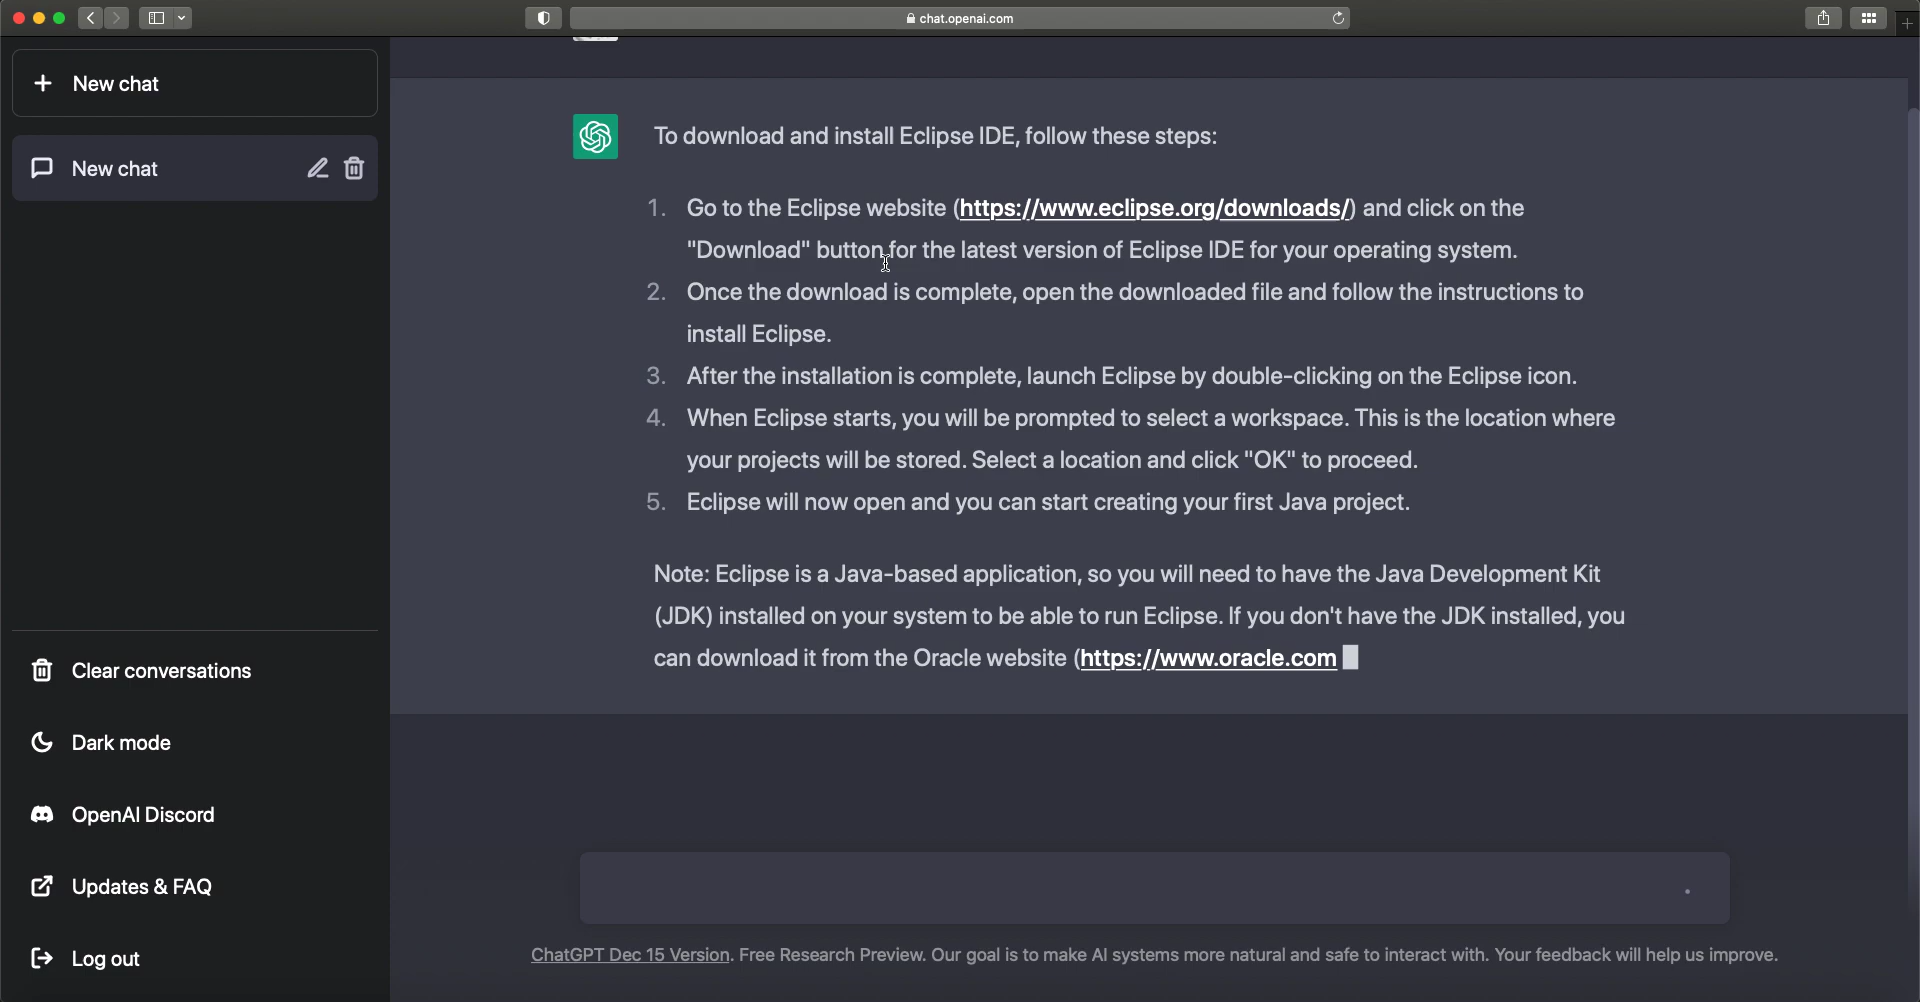 chat.openai.com
New chat
New chat
To download and install Eclipse IDE, follow these steps:
1. Go to the Eclipse website (https://www.eclipse.org/downloads/) and click on the
"Download" button for the latest version of Eclipse IDE for your operating system.
2. Once the download is complete, open the downloaded file and follow the instructions to
install Eclipse.
3. After the installation is complete, launch Eclipse by double-clicking on the Eclipse icon.
4. When Eclipse starts, you will be prompted to select a workspace. This is the location where
your projects will be stored. Select a location and click "OK" to proceed.
5. Eclipse will now open and you can start creating your first Java project.
Note: Eclipse is a Java-based application, so you will need to have the Java Development Kit
(JDK) installed on your system to be able to run Eclipse. If you don't have the JDK installed, you
can download it from the Oracle website (https://www.oracle.com
Clear conversations
Dark mode
OpenAI Discord
Updates & FAQ
Log out
ChatGPT Dec 15 Version. Free Research Preview. Our goal is to make AI systems more natural and safe to interact with. Your feedback will help us improve.